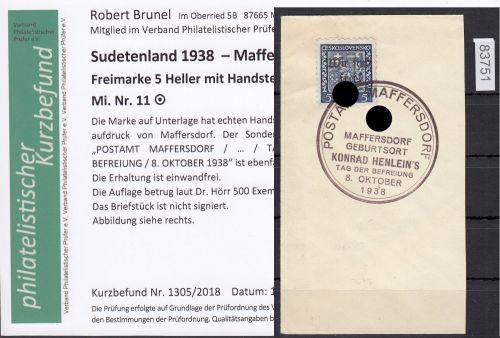 Verband
Philatelistischer
Prüfer e.V.
philatelistischer
Kurzbefund
Verband Philatelistischer Prüfer e.V. Verband Philatelistischer Prüfer e.V.
Robert Brunel Im Oberried 5B 87665 M
Mitglied im Verband Philatelistischer Prüfer
Sudetenland 1938 – Maffer
Freimarke 5 Heller mit Handste
Mi. Nr. 11
Die Marke auf Unterlage hat echten Hands
aufdruck von Maffersdorf. Der Sonder
"POSTAMT MAFFERSDORF / ... / TA
BEFREIUNG / 8. OKTOBER 1938" ist ebenfa
Die Erhaltung ist einwandfrei.
Die Auflage betrug laut Dr. Hörr 500 Exem
Das Briefstück ist nicht signiert.
Abbildung siehe rechts.
Kurzbefund Nr. 1305/2018 Datum: 1
Die Prüfung erfolgte auf Grundlage der Prüfordnung des V
den Bestimmungen der Prüfordnung. Qualitätsangaben b
ČESKOSLOVENSKO
5 5
POSTAMT MAFFERSDORF
MAFFERSDORF
GEBURTSORT
KONRAD HENLEIN'S
TAG DER BEFREIUNG
8. OKTOBER
1938
83751